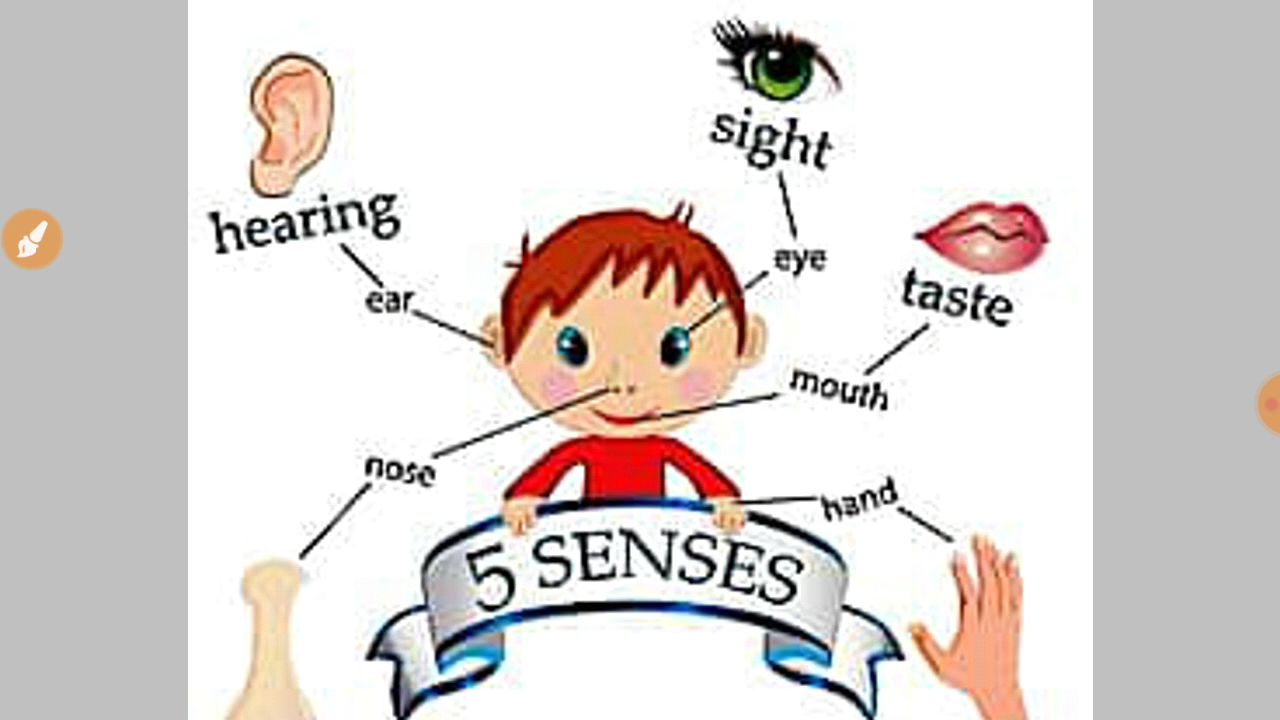 sight
hearing
eye
taste
ear
mouth
nose
hand
5 SENSES